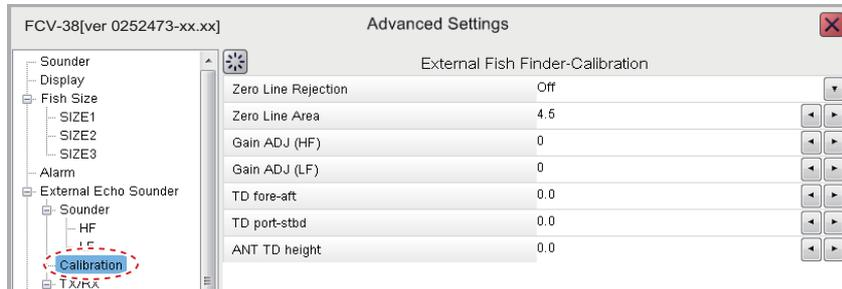 FCV-38[ver 0252473-xx.xx]
Advanced Settings
Sounder
Display
Fish Size
SIZE1
SIZE2
SIZE3
Alarm
External Echo Sounder
Sounder
HF
LF
Calibration
TX/RX
External Fish Finder-Calibration
Zero Line Rejection Off
Zero Line Area 4.5
Gain ADJ (HF) 0
Gain ADJ (LF) 0
TD fore-aft 0.0
TD port-stbd 0.0
ANT TD height 0.0